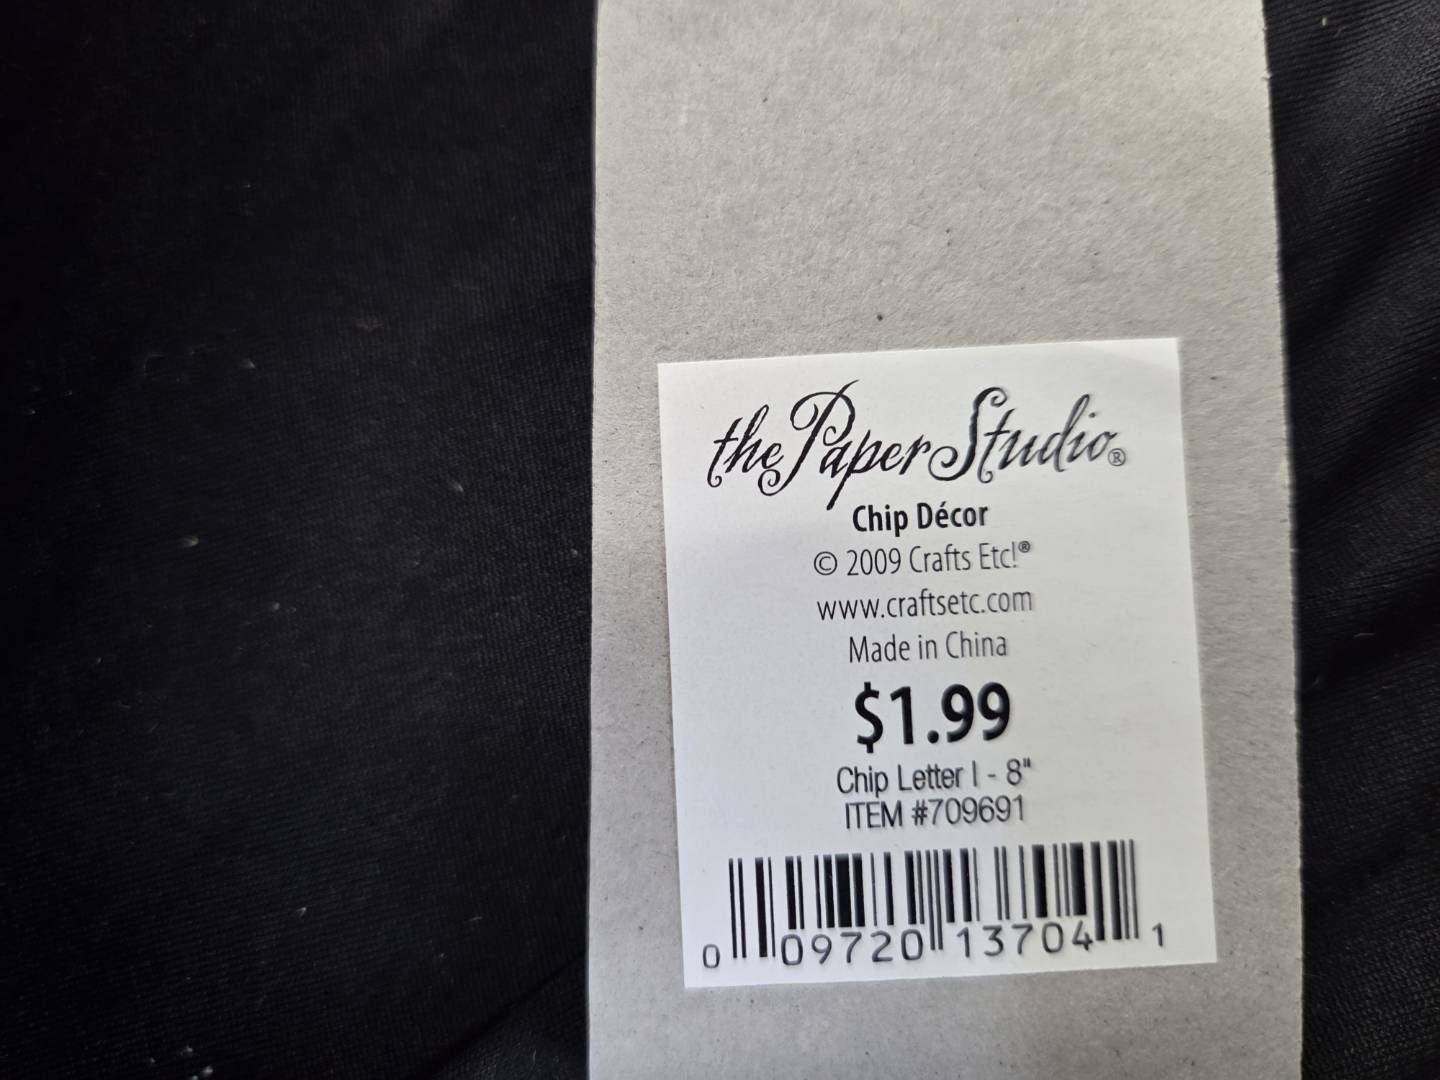 the Paper Studio®
Chip Décor
© 2009 Crafts Etc!®
www.craftsetc.com
Made in China
$1.99
Chip Letter I - 8"
ITEM #709691
0 09720 13704 1